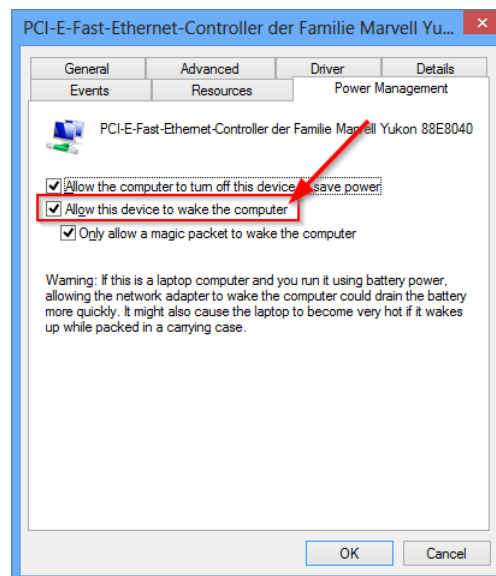 PCI-E-Fast-Ethernet-Controller der Familie Marvell Yu...
General Advanced Driver Details
Events Resources Power Management
PCI-E-Fast-Ethernet-Controller der Familie Marvell Yukon 88E8040
Allow the computer to turn off this device to save power
Allow this device to wake the computer
Only allow a magic packet to wake the computer
Warning: If this is a laptop computer and you run it using battery power,
allowing the network adapter to wake the computer could drain the battery
more quickly. It might also cause the laptop to become very hot if it wakes
up while packed in a carrying case.
OK Cancel